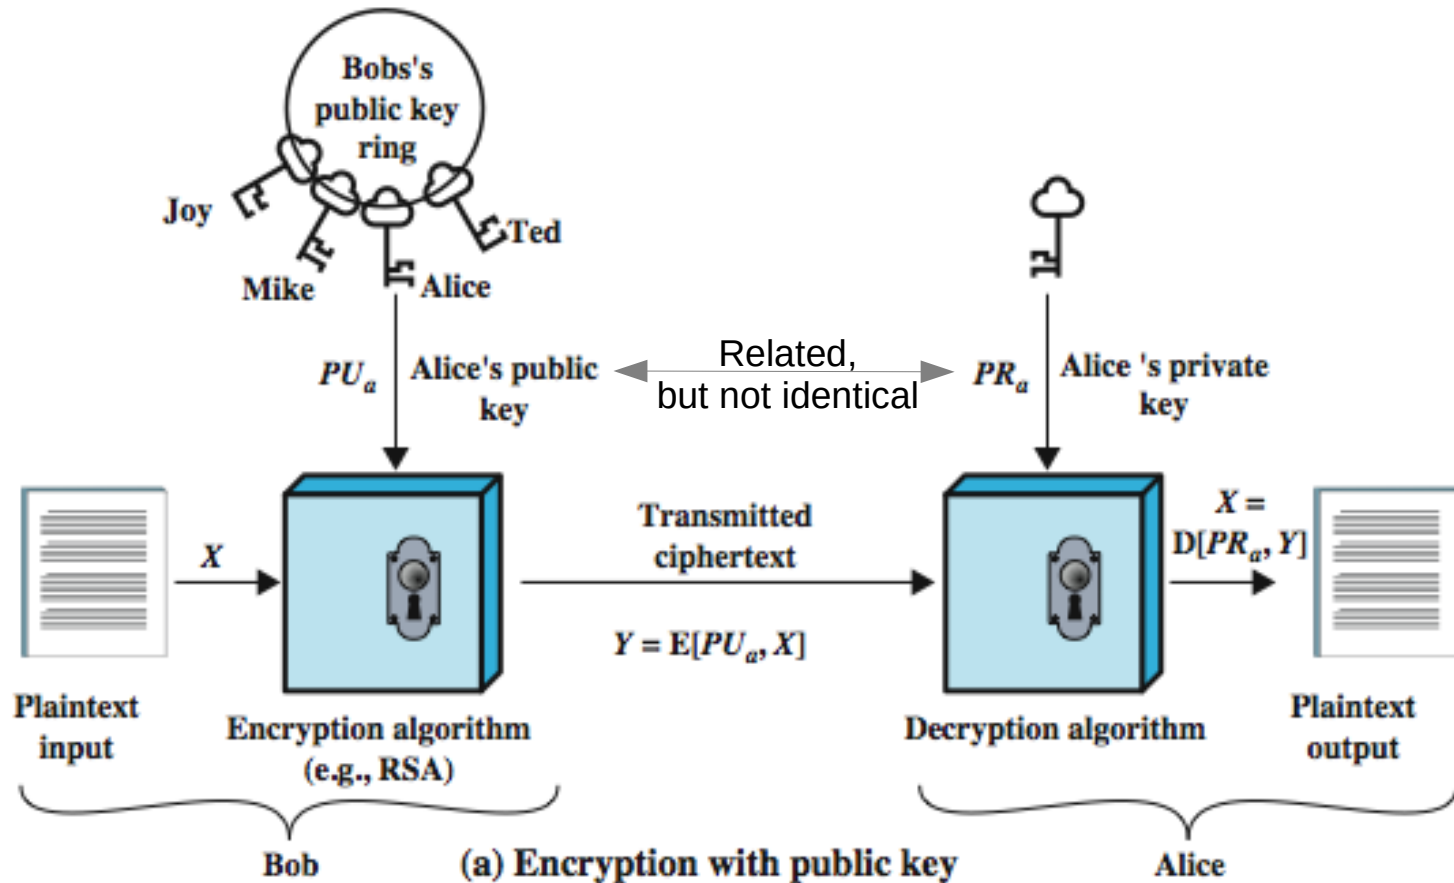 Bobs's
public key
ring
Joy
Ted
Mike
Alice
PUa
Alice's public
key
Related,
but not identical
PRa
Alice 's private
key
X
Transmitted
ciphertext
Y = E[PUa, X]
X =
D[PRa, Y]
Plaintext
input
Encryption algorithm
(e.g., RSA)
Decryption algorithm
Plaintext
output
Bob
(a) Encryption with public key
Alice